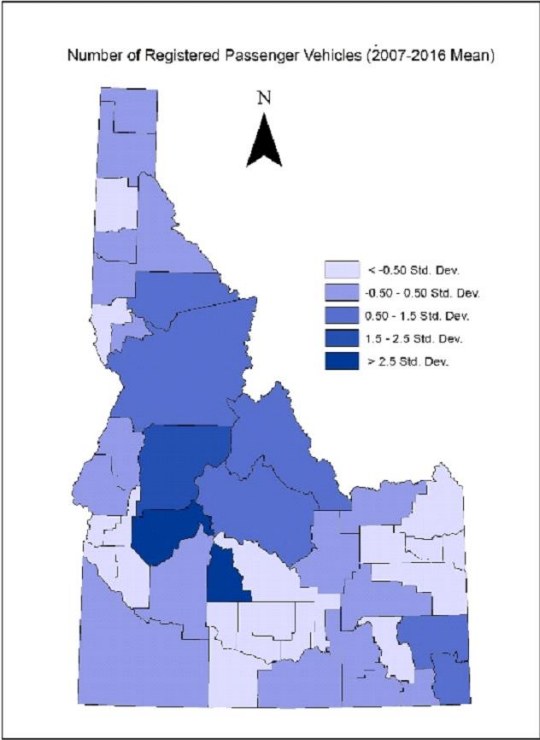 Number of Registered Passenger Vehicles (2007-2016 Mean)
N
< -0.50 Std. Dev.
-0.50 - 0.50 Std. Dev.
0.50 - 1.5 Std. Dev.
1.5 - 2.5 Std. Dev.
> 2.5 Std. Dev.